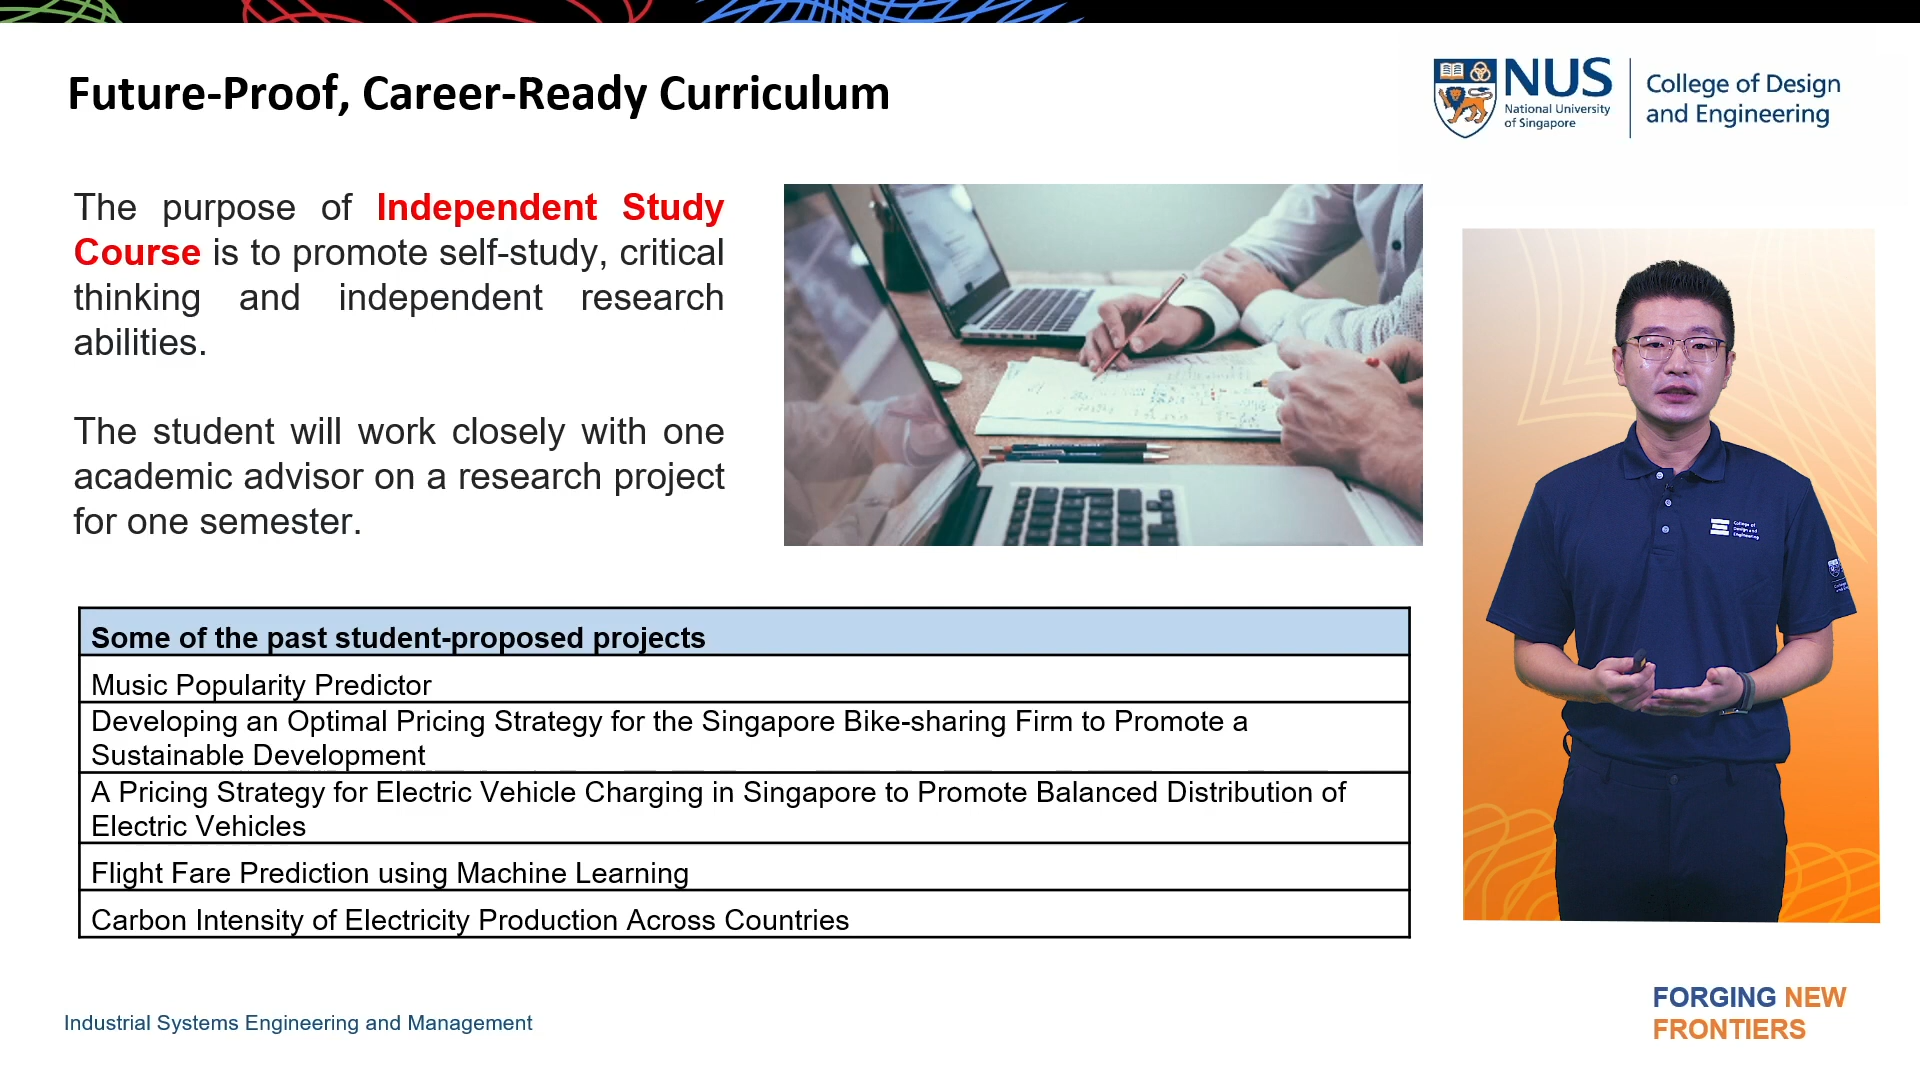 Future-Proof, Career-Ready Curriculum
NUS
National University
of Singapore
College of Design
and Engineering
The purpose of Independent Study
Course is to promote self-study, critical
thinking and independent research
abilities.
The student will work closely with one
academic advisor on a research project
for one semester.
College of
Design and
Engineering
Some of the past student-proposed projects
Music Popularity Predictor
Developing an Optimal Pricing Strategy for the Singapore Bike-sharing Firm to Promote a
Sustainable Development
A Pricing Strategy for Electric Vehicle Charging in Singapore to Promote Balanced Distribution of
Electric Vehicles
Flight Fare Prediction using Machine Learning
Carbon Intensity of Electricity Production Across Countries
Industrial Systems Engineering and Management
FORGING NEW
FRONTIERS